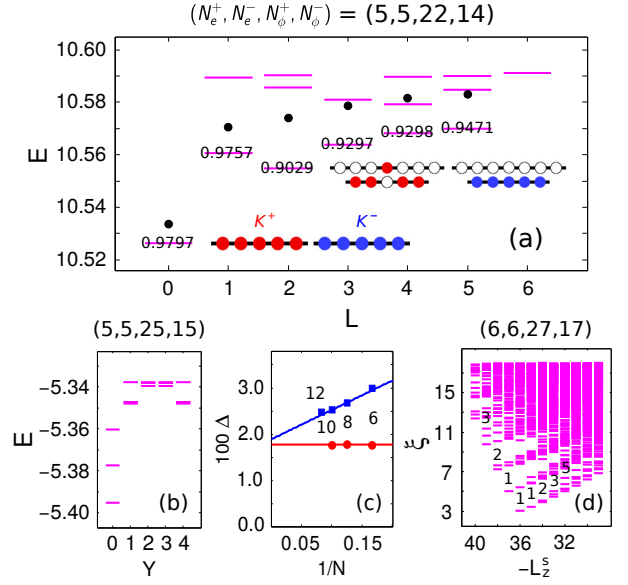 (N_e^+, N_e^-, N_ϕ^+, N_ϕ^-) = (5,5,22,14)
10.60
10.58
10.56
10.54
10.52
E
0.9797
0.9757
0.9029
0.9297
0.9298
0.9471
K^+
K^-
(a)
0 1 2 3 4 5 6
L
(5,5,25,15)
−5.34
−5.36
−5.38
−5.40
E
(b)
0 1 2 3 4
Y
3.0
2.0
1.0
0.0
100 Δ
12
10
8
6
(c)
0.05 0.15
1/N
(6,6,27,17)
15
11
7
3
ξ
3
2
1
1
1
2
3
5
(d)
40 36 32
−L_z^s